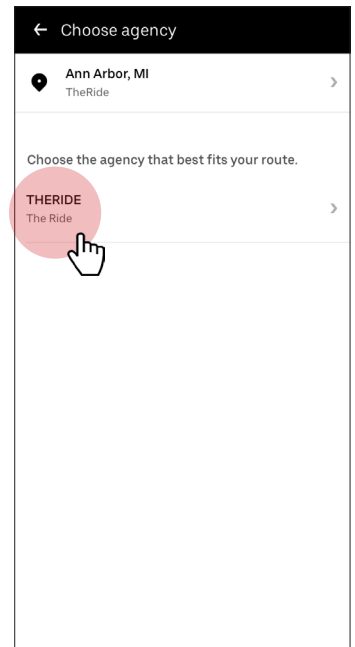 Choose agency
Ann Arbor, MI
TheRide
Choose the agency that best fits your route.
THERIDE
The Ride